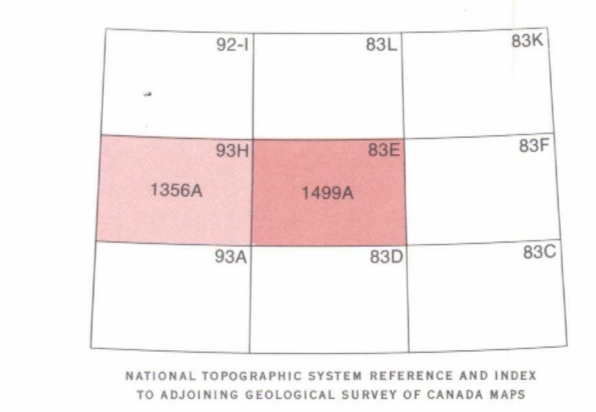 92-I 83L 83K
93H 83E 83F
1356A 1499A
93A 83D 83C
NATIONAL TOPOGRAPHIC SYSTEM REFERENCE AND INDEX
TO ADJOINING GEOLOGICAL SURVEY OF CANADA MAPS